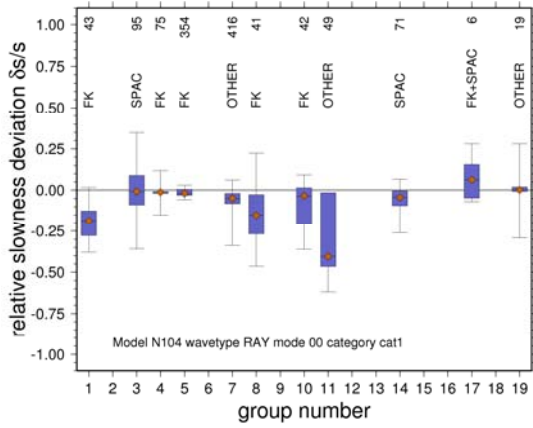 43 95 75 354 416 41 42 49 71 6 19
FK SPAC FK FK OTHER FK FK OTHER SPAC FK+SPAC OTHER
relative slowness deviation δs/s
1.00
0.75
0.50
0.25
0.00
-0.25
-0.50
-0.75
-1.00
Model N104 wavetype RAY mode 00 category cat1
1 2 3 4 5 6 7 8 9 10 11 12 13 14 15 16 17 18 19
group number